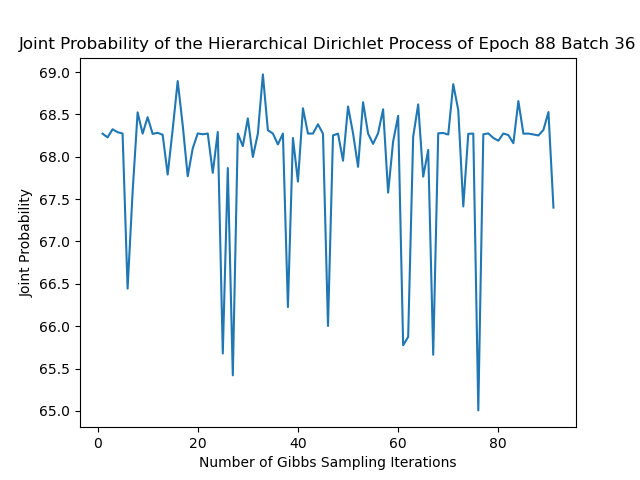 Joint Probability of the Hierarchical Dirichlet Process of Epoch 88 Batch 36
69.0
68.5
68.0
67.5
67.0
66.5
66.0
65.5
65.0
Joint Probability
0 20 40 60 80
Number of Gibbs Sampling Iterations